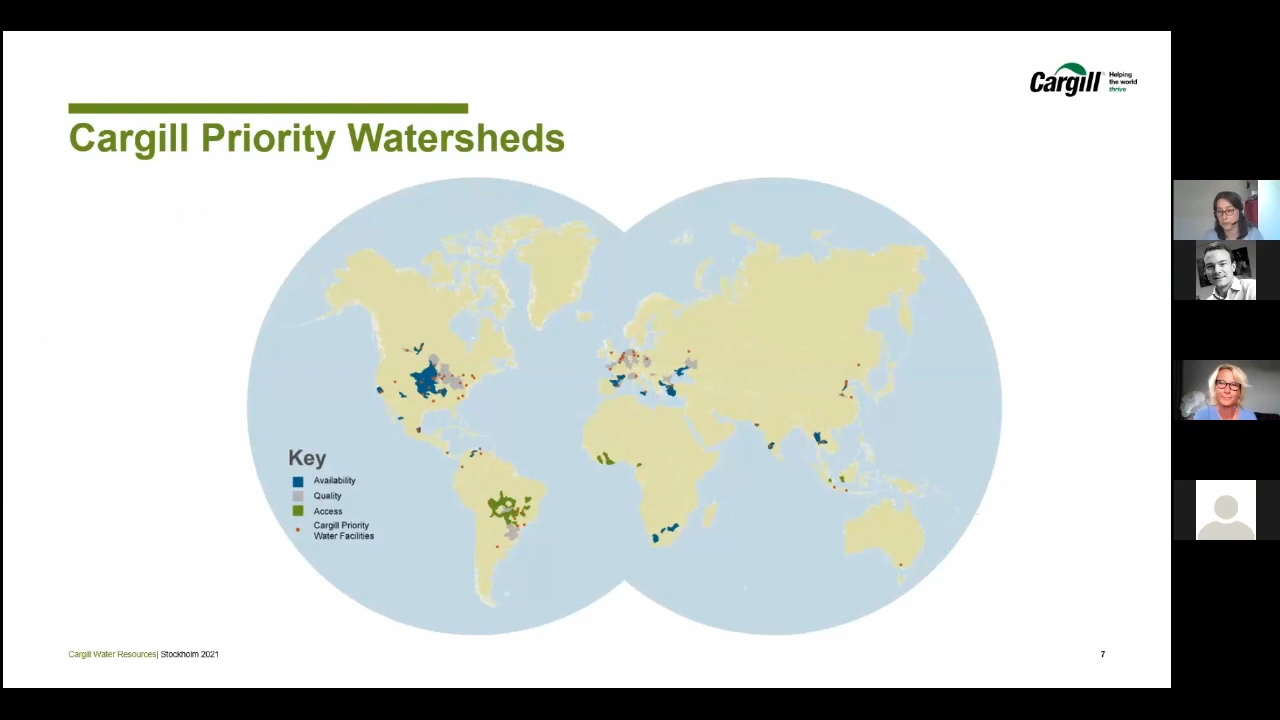 Cargill
Helping
the world
thrive
Cargill Priority Watersheds
Key
Availability
Quality
Access
Cargill Priority
Water Facilities
Cargill Water Resources| Stockholm 2021
7